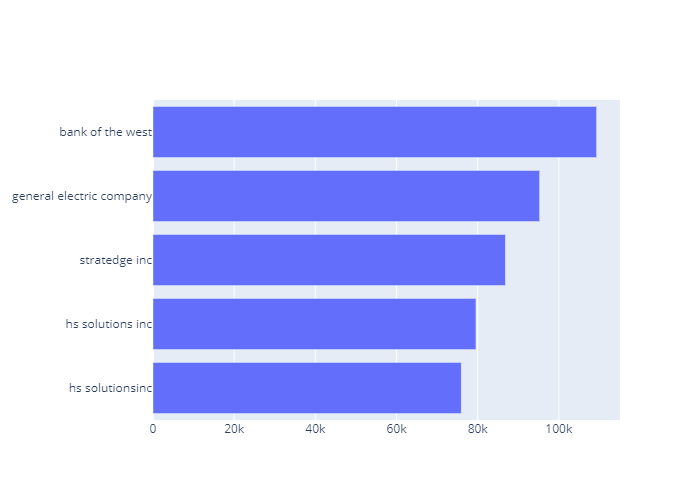 bank of the west
general electric company
stratedge inc
hs solutions inc
hs solutionsinc
0 20k 40k 60k 80k 100k